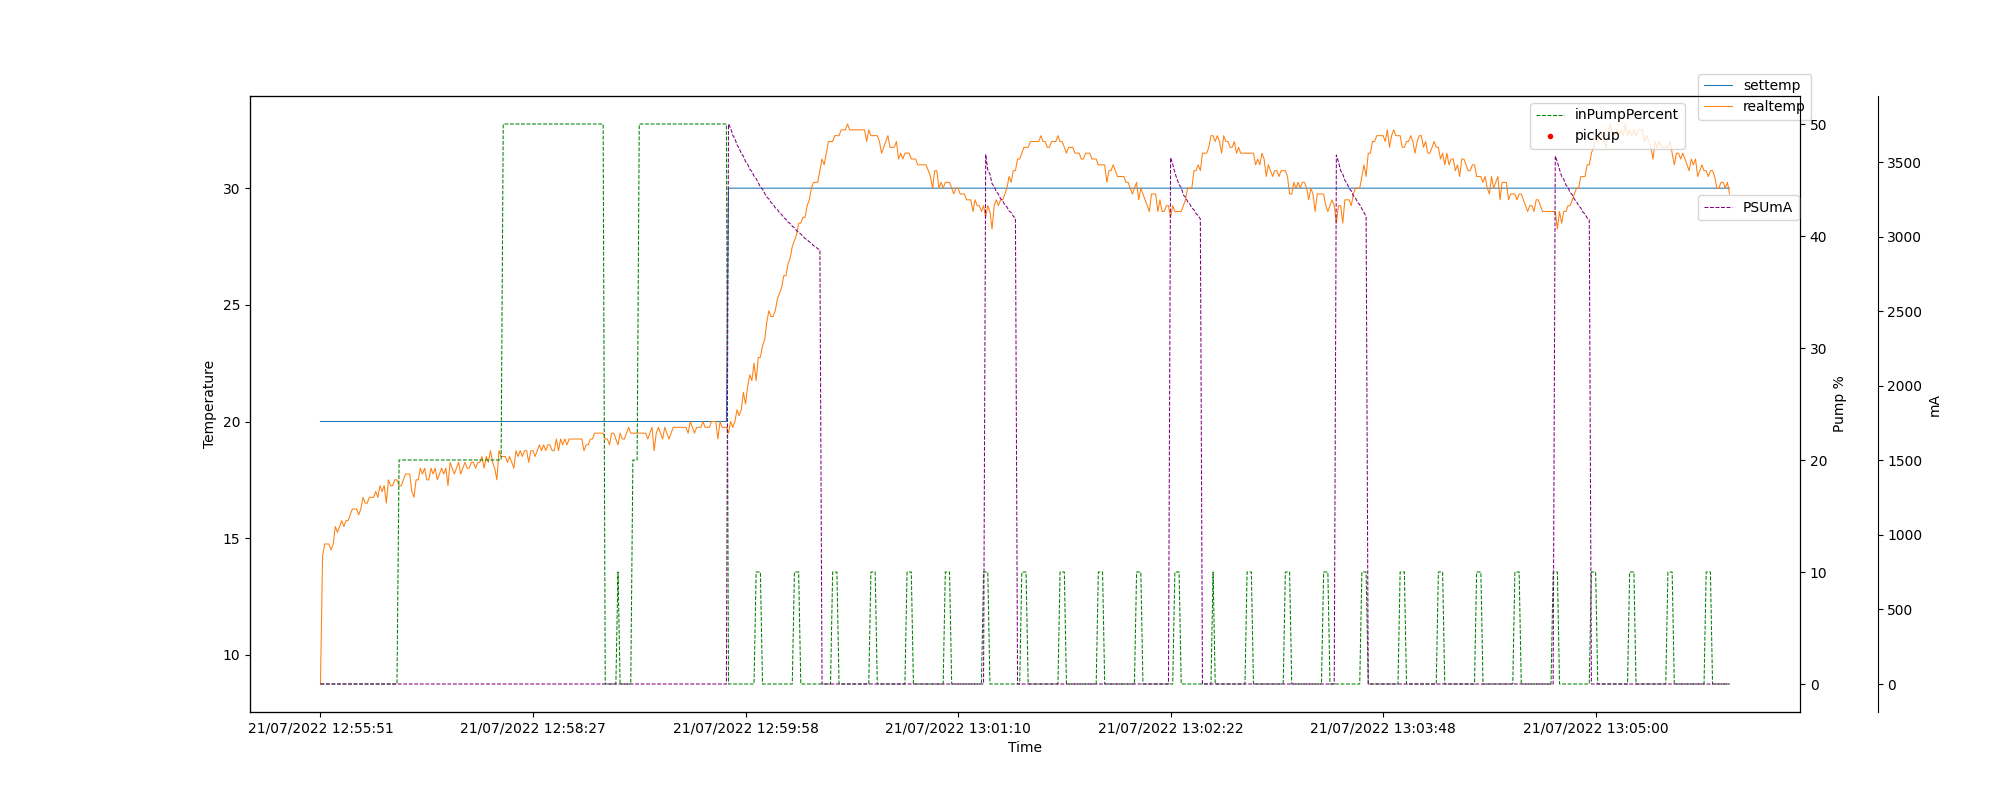 settemp
realtemp
inPumpPercent
pickup
PSUmA
Temperature
30
25
20
15
10
50
40
30
20
10
0
Pump %
3500
3000
2500
2000
1500
1000
500
0
mA
21/07/2022 12:55:51
21/07/2022 12:58:27
21/07/2022 12:59:58
21/07/2022 13:01:10
21/07/2022 13:02:22
21/07/2022 13:03:48
21/07/2022 13:05:00
Time